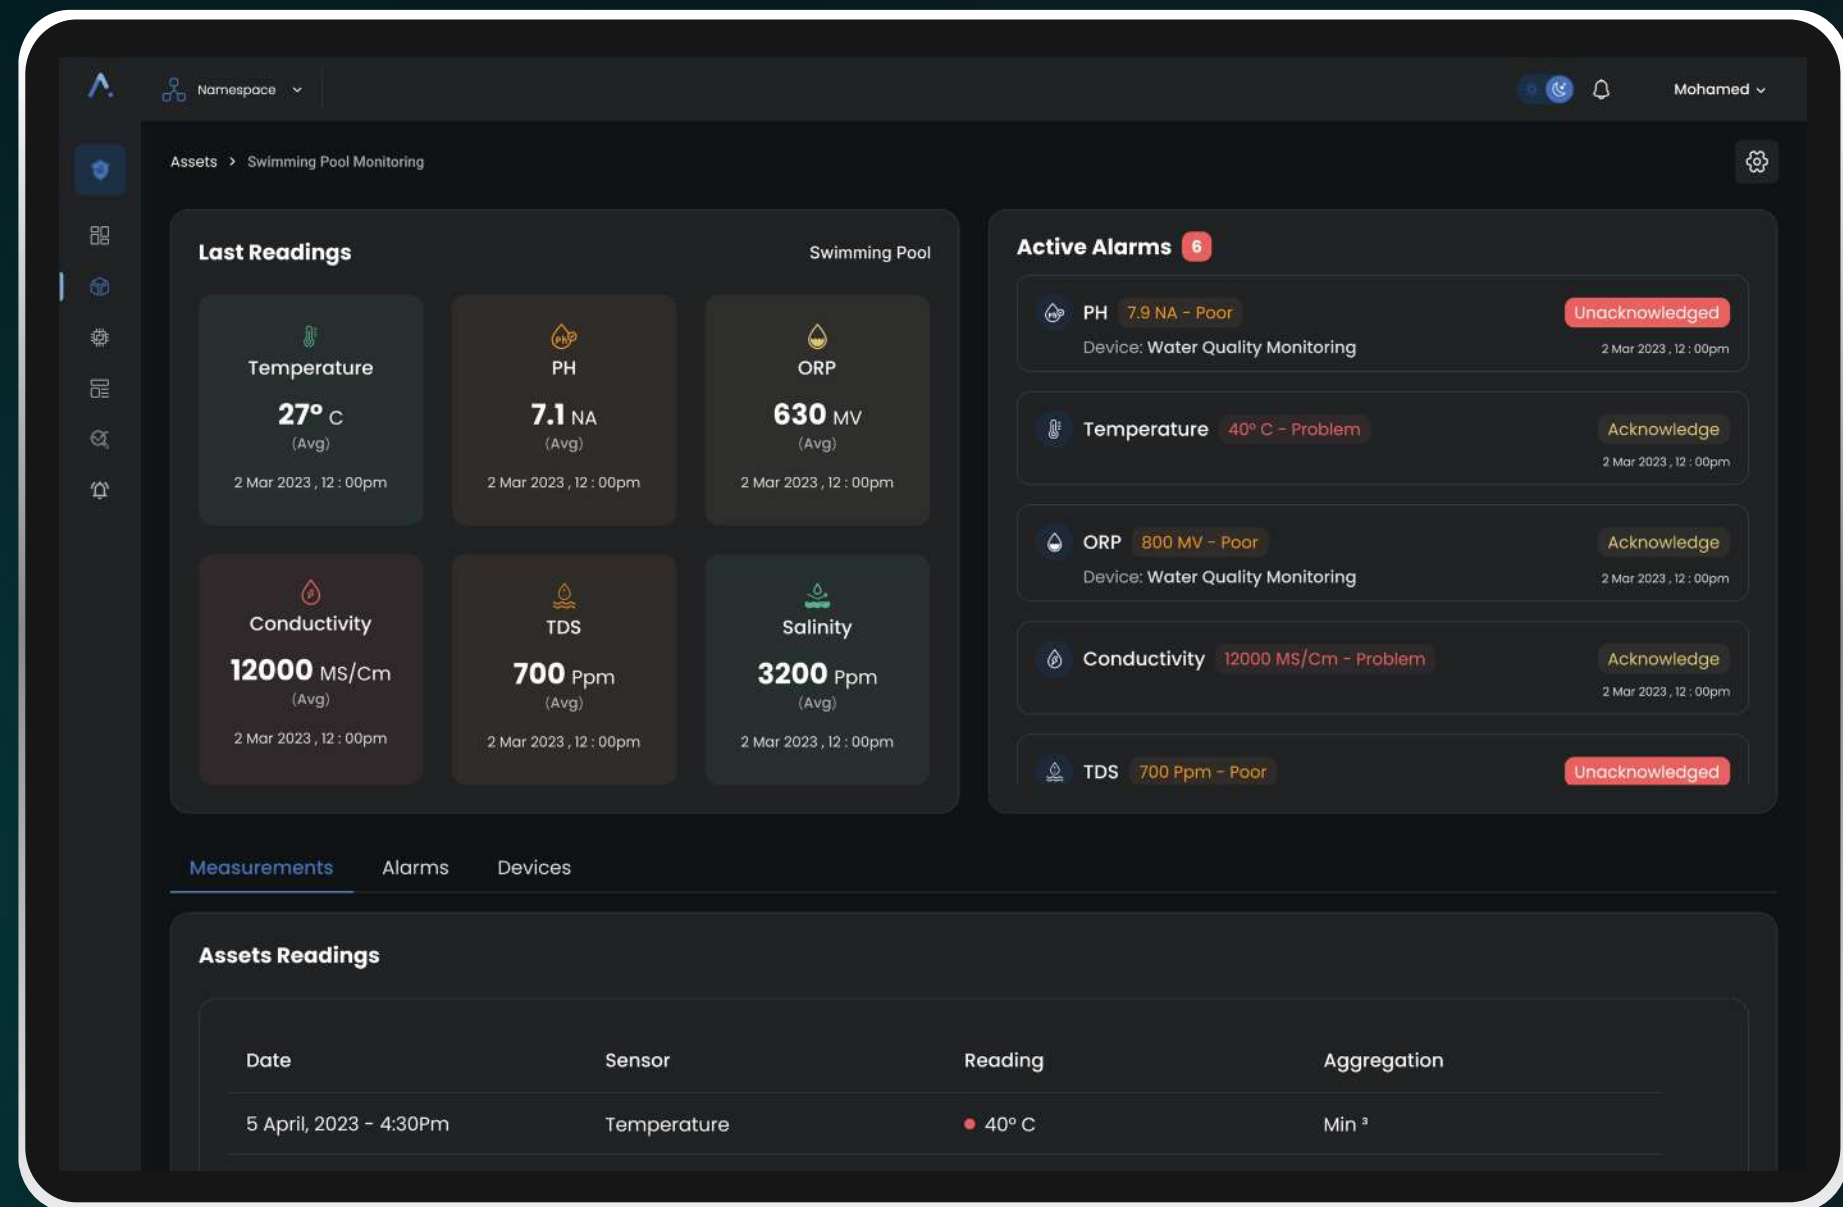 Namespace
Mohamed
Assets > Swimming Pool Monitoring
Last Readings
Swimming Pool
Temperature
27° C
(Avg)
2 Mar 2023 , 12 : 00pm
PH
7.1 NA
(Avg)
2 Mar 2023 , 12 : 00pm
ORP
630 MV
(Avg)
2 Mar 2023 , 12 : 00pm
Conductivity
12000 MS/Cm
(Avg)
2 Mar 2023 , 12 : 00pm
TDS
700 Ppm
(Avg)
2 Mar 2023 , 12 : 00pm
Salinity
3200 Ppm
(Avg)
2 Mar 2023 , 12 : 00pm
Active Alarms 6
PH 7.9 NA - Poor Unacknowledged
Device: Water Quality Monitoring 2 Mar 2023 , 12 : 00pm
Temperature 40° C - Problem Acknowledge
2 Mar 2023 , 12 : 00pm
ORP 800 MV - Poor Acknowledge
Device: Water Quality Monitoring 2 Mar 2023 , 12 : 00pm
Conductivity 12000 MS/Cm - Problem Acknowledge
2 Mar 2023 , 12 : 00pm
TDS 700 Ppm - Poor Unacknowledged
Measurements Alarms Devices
Assets Readings
Date Sensor Reading Aggregation
5 April, 2023 - 4:30Pm Temperature 40° C Min ³